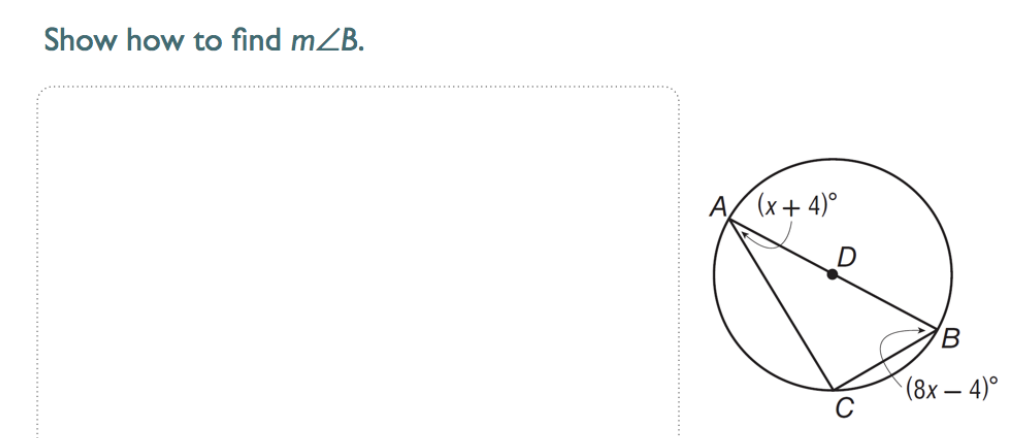 Show how to find m∠B.
A
(x + 4)°
D
B
(8x – 4)°
C